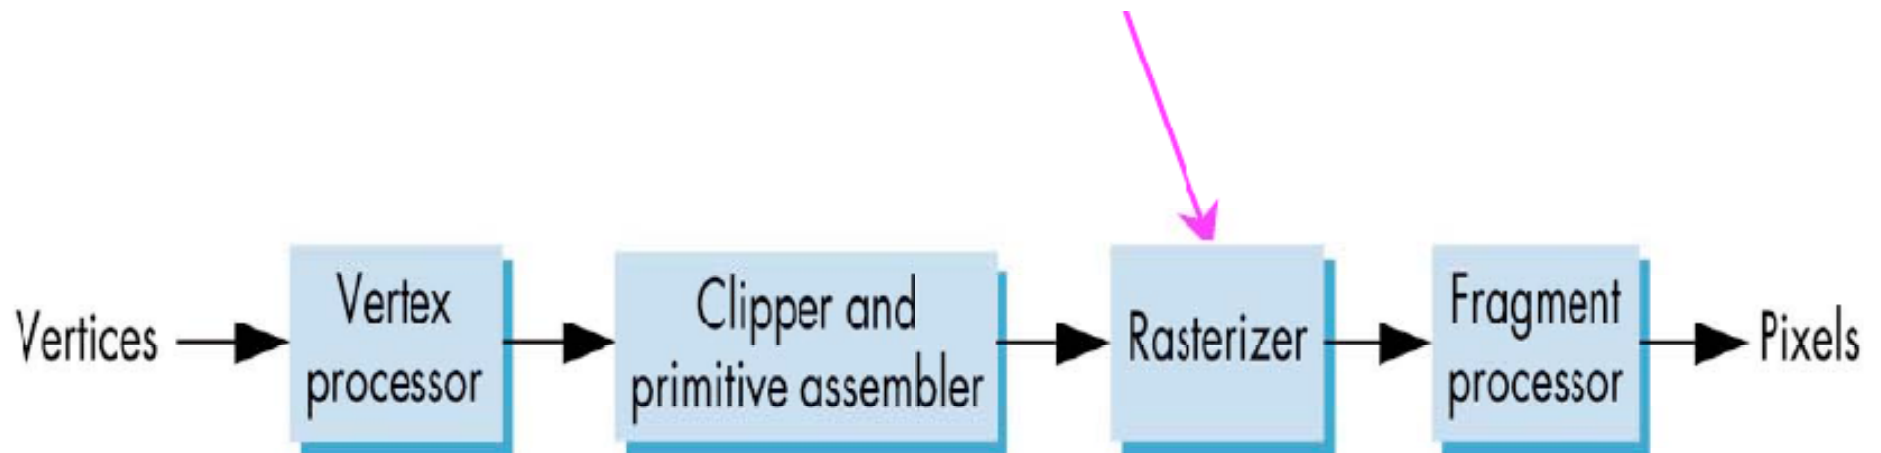 Vertices
Vertex
processor
Clipper and
primitive assembler
Rasterizer
Fragment
processor
Pixels